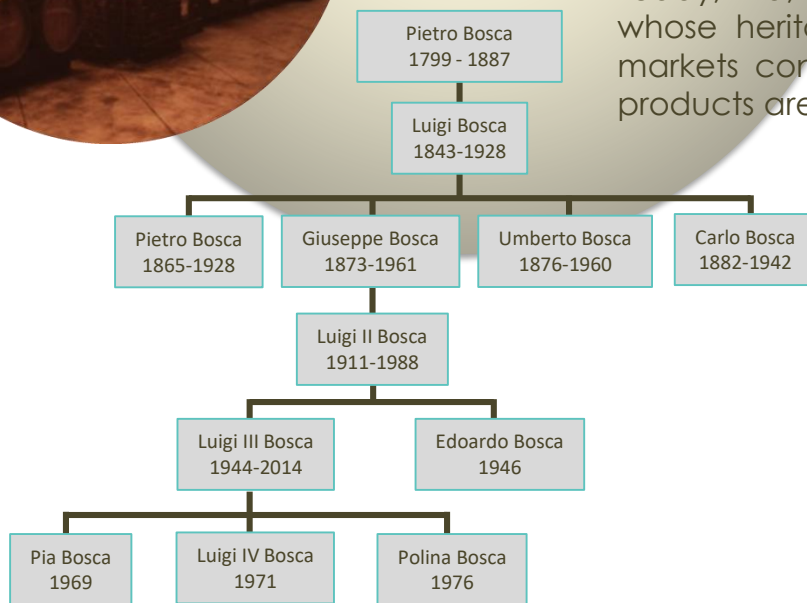 whose herita
markets con
products are
Pietro Bosca
1799 - 1887
Luigi Bosca
1843-1928
Pietro Bosca
1865-1928
Giuseppe Bosca
1873-1961
Umberto Bosca
1876-1960
Carlo Bosca
1882-1942
Luigi II Bosca
1911-1988
Luigi III Bosca
1944-2014
Edoardo Bosca
1946
Pia Bosca
1969
Luigi IV Bosca
1971
Polina Bosca
1976